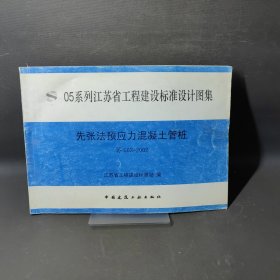 05系列江苏省工程建设标准设计图集
先张法预应力混凝土管桩
江苏省工程建设标准站 编
中国建筑工业出版社